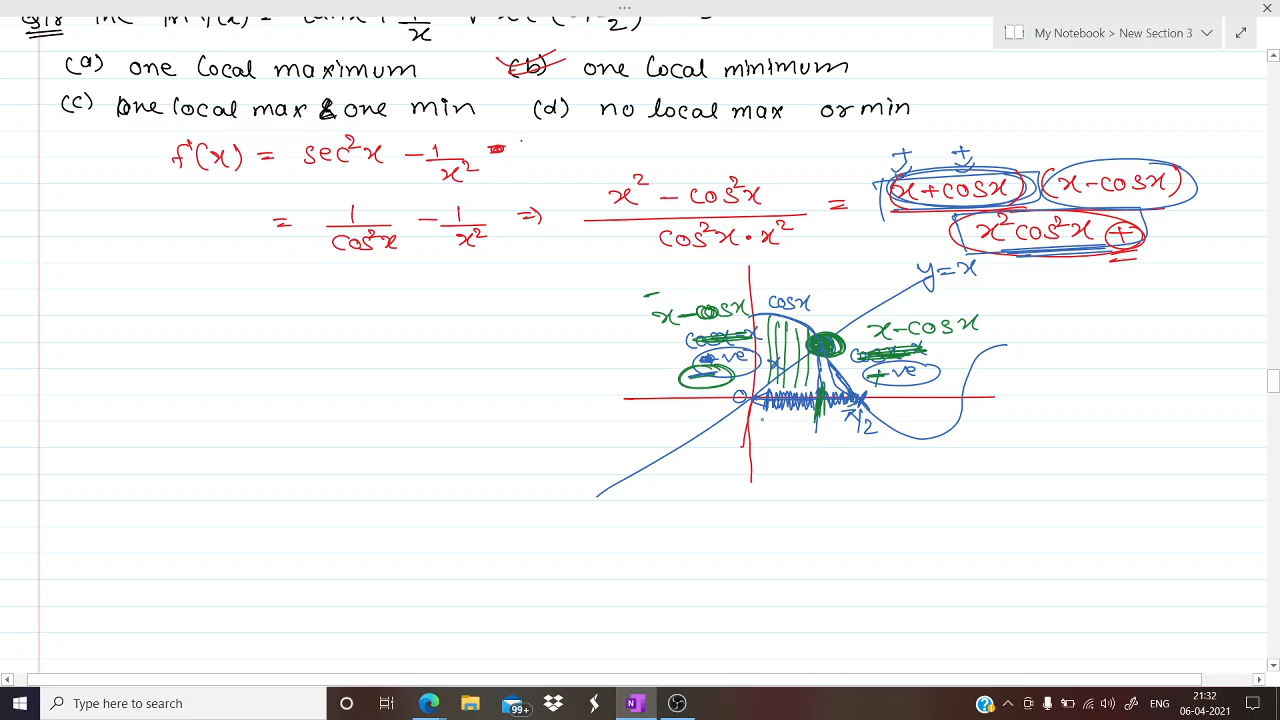 My Notebook > New Section 3
(a) one local maximum (b) one local minimum
(c) one local max & one min (d) no local max or min
f'(x) = sec²x - 1/x²
= 1/cos²x - 1/x² ⇒ x² - cos²x / cos²x · x² = (x+cosx) (x-cosx) / x²cos²x +
+ +
y=x
cosx
x-cosx
x-cosx
ve
+ve
x
0
π/2
Type here to search
99+
ENG
21:32
06-04-2021